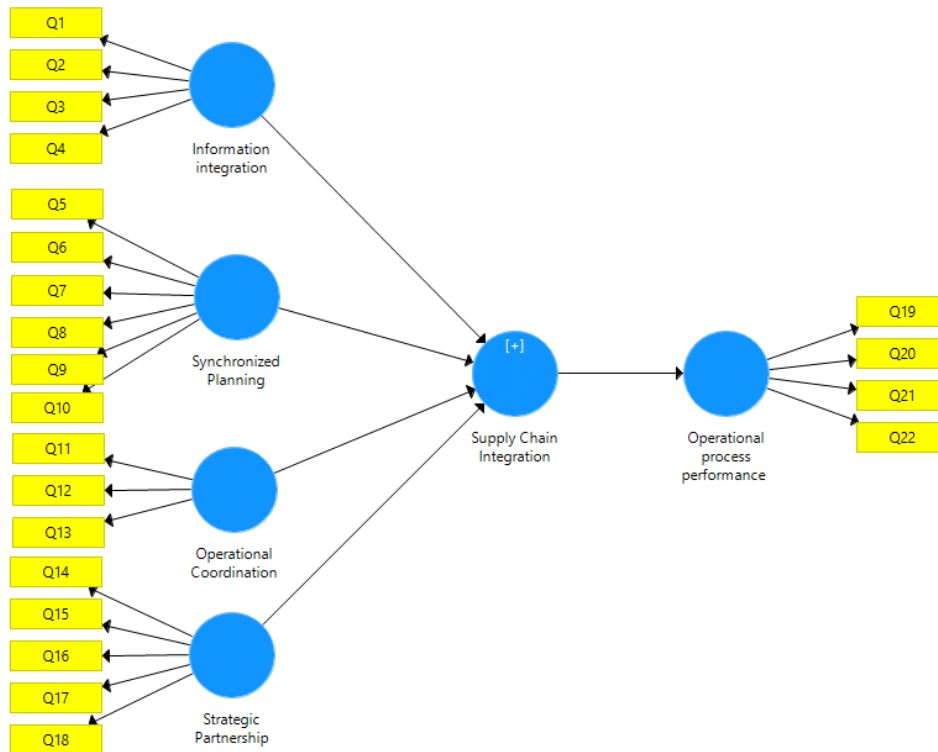 Q1
Q2
Q3
Q4
Information
integration
Q5
Q6
Q7
Q8
Q9
Q10
Synchronized
Planning
Q11
Q12
Q13
Operational
Coordination
Q14
Q15
Q16
Q17
Q18
Strategic
Partnership
[+]
Supply Chain
Integration
Operational
process
performance
Q19
Q20
Q21
Q22